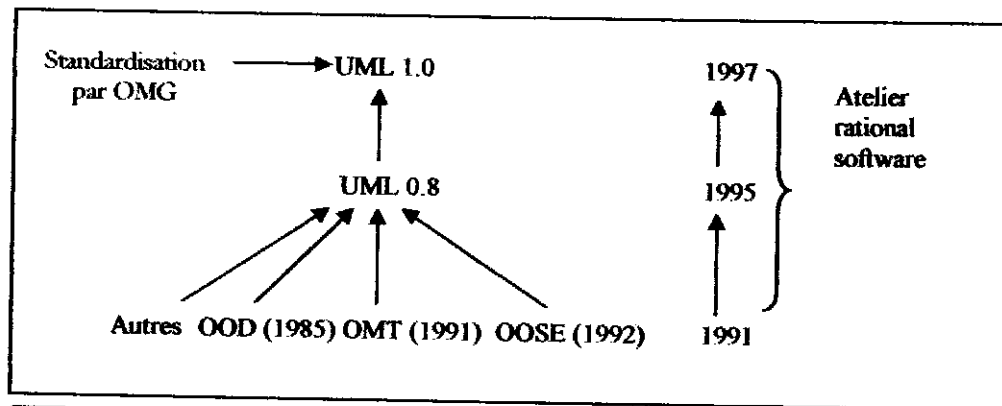 Standardisation
par OMG
UML 1.0
1997
Atelier
rational
software
UML 0.8
1995
Autres OOD (1985) OMT (1991) OOSE (1992)
1991